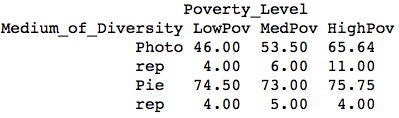 Poverty_Level
Medium_of_Diversity LowPov MedPov HighPov
Photo 46.00 53.50 65.64
rep 4.00 6.00 11.00
Pie 74.50 73.00 75.75
rep 4.00 5.00 4.00